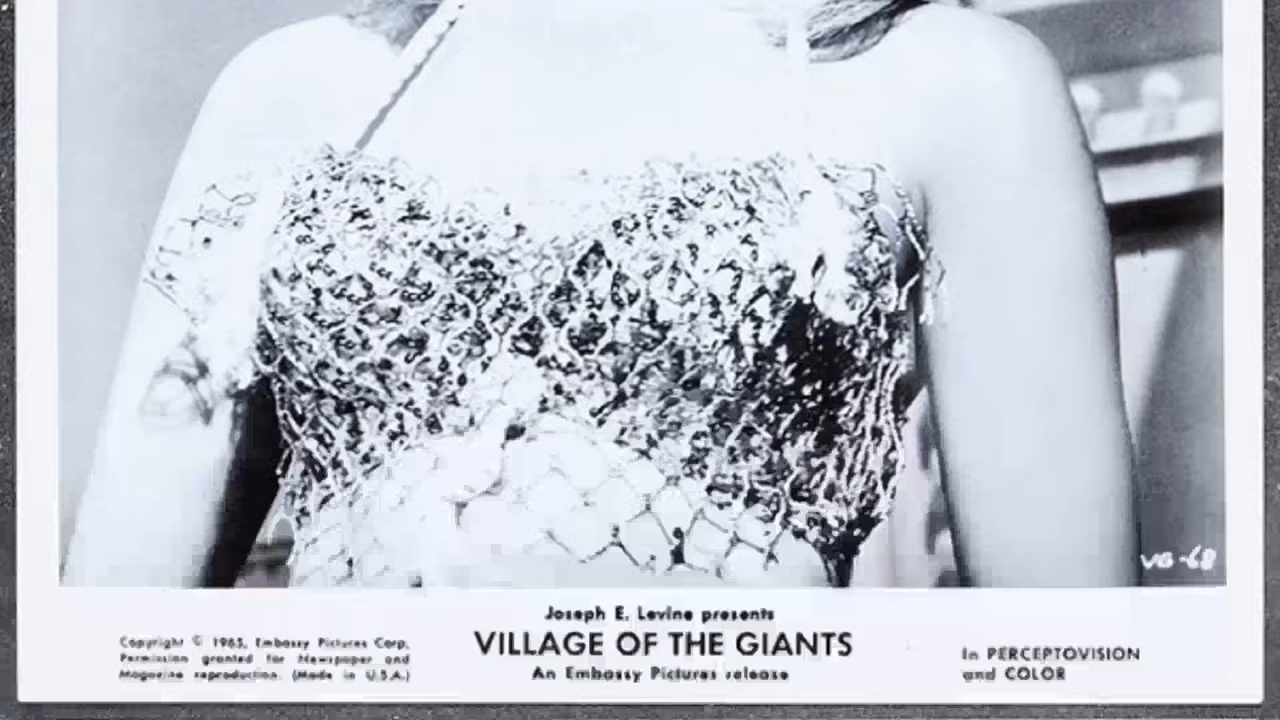 VG-68
Joseph E. Levine presents
VILLAGE OF THE GIANTS
An Embassy Pictures release
Copyright © 1965, Embassy Pictures Corp.
Permission granted for Newspaper and
Magazine reproduction. (Made in U.S.A.)
In PERCEPTOVISION
and COLOR